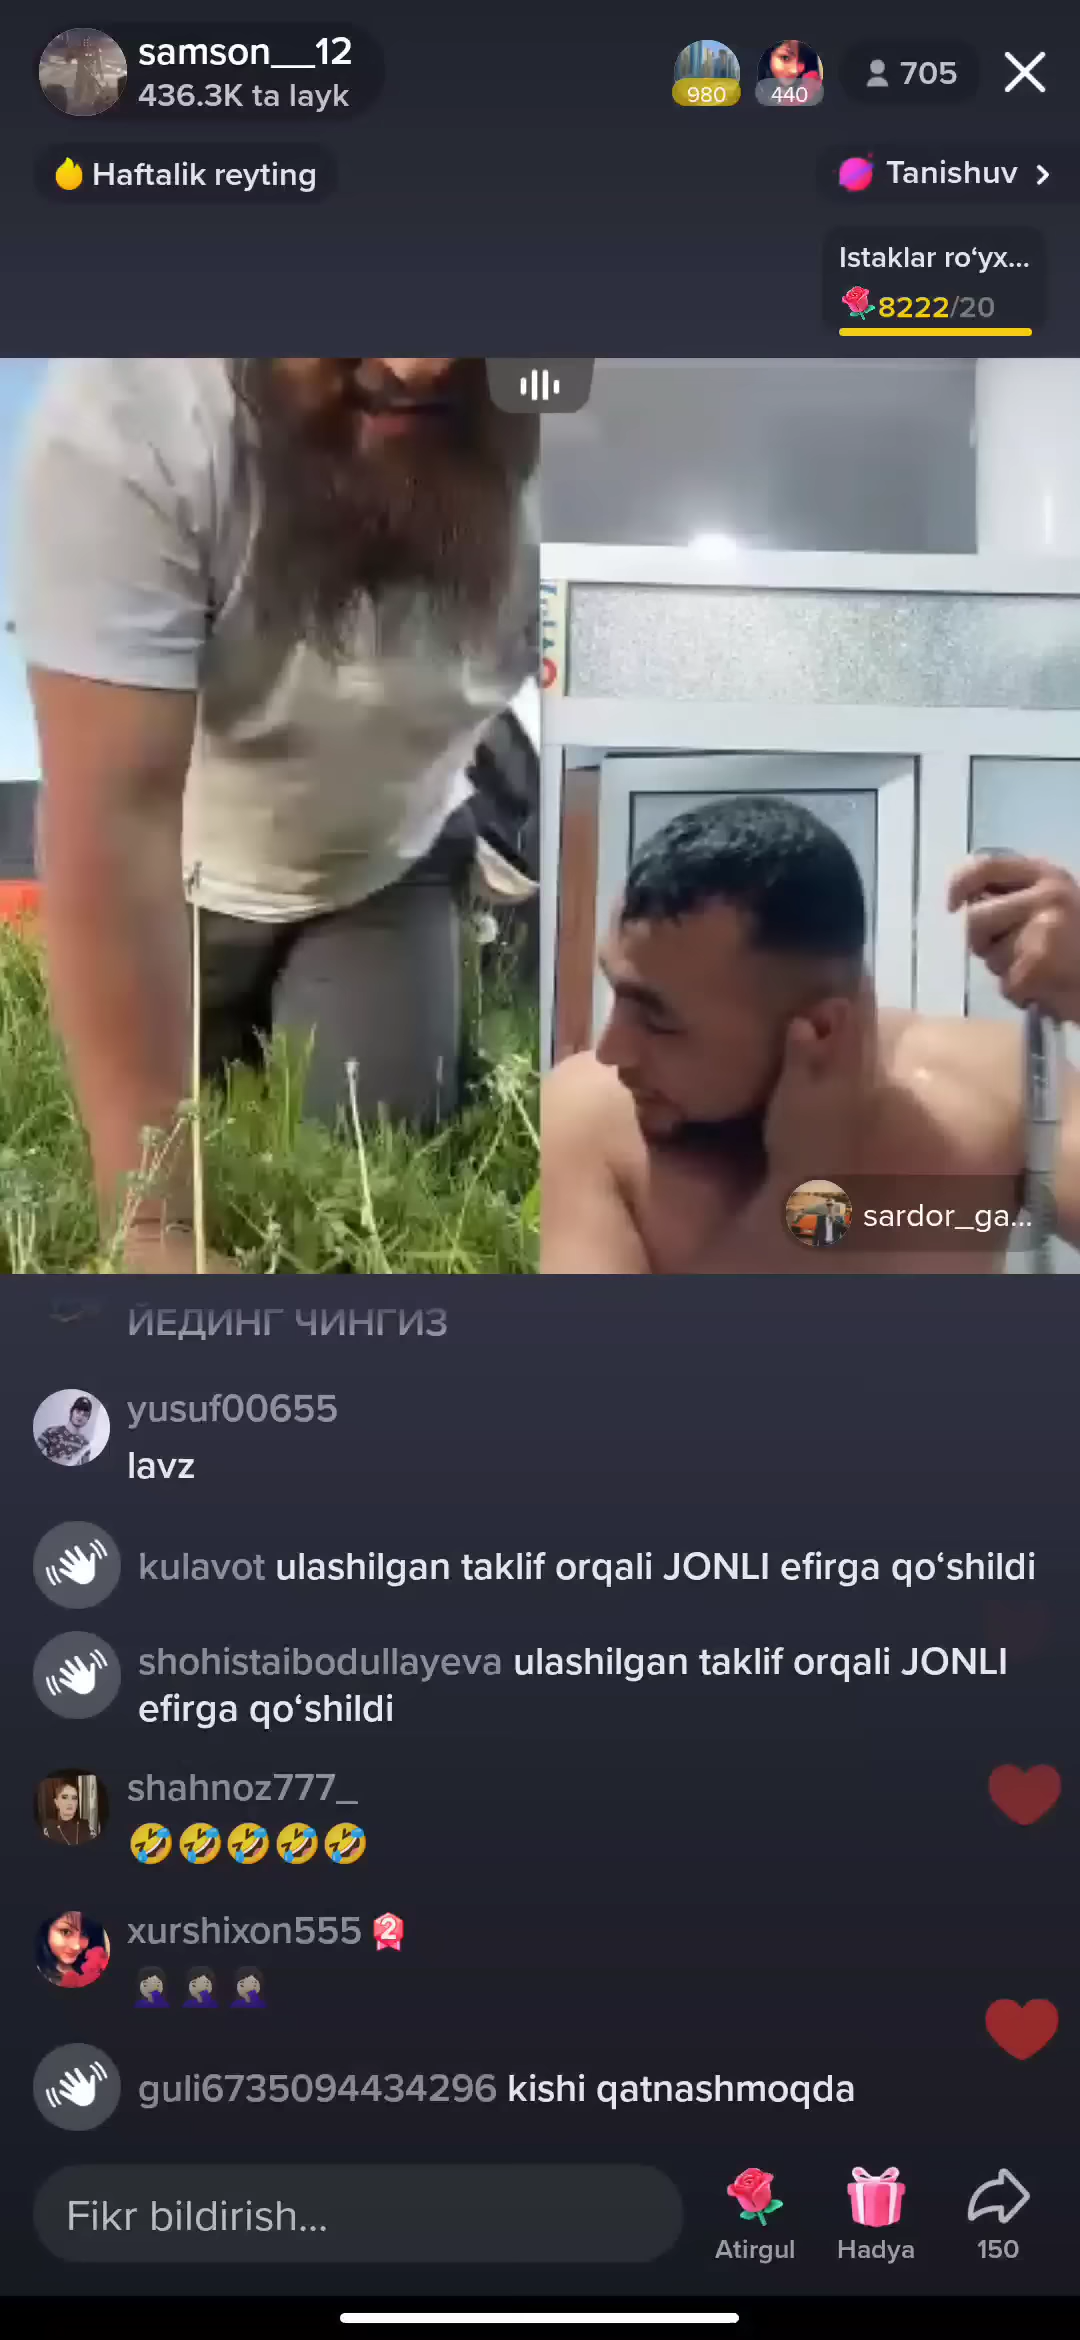 samson__12
436.3K ta layk
980
440
705
Haftalik reyting
Tanishuv
Istaklar ro‘yx...
8222/20
sardor_ga...
ЙЕДИНГ ЧИНГИЗ
yusuf00655
lavz
kulavot ulashilgan taklif orqali JONLI efirga qo‘shildi
shohistaibodullayeva ulashilgan taklif orqali JONLI
efirga qo‘shildi
shahnoz777_
🤣🤣🤣🤣🤣
xurshixon555 2
🤦🏻‍♀️🤦🏻‍♀️🤦🏻‍♀️
guli6735094434296 kishi qatnashmoqda
Fikr bildirish...
Atirgul
Hadya
150